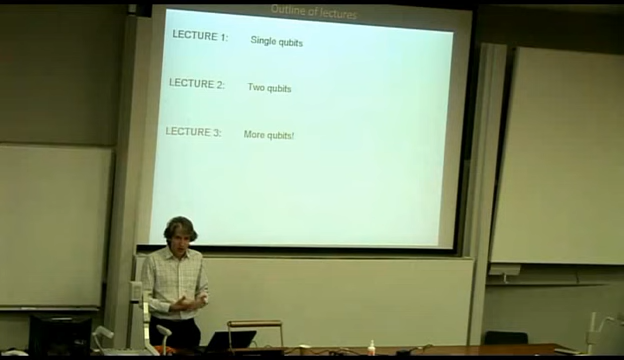 Outline of lectures
LECTURE 1: Single qubits
LECTURE 2: Two qubits
LECTURE 3: More qubits!